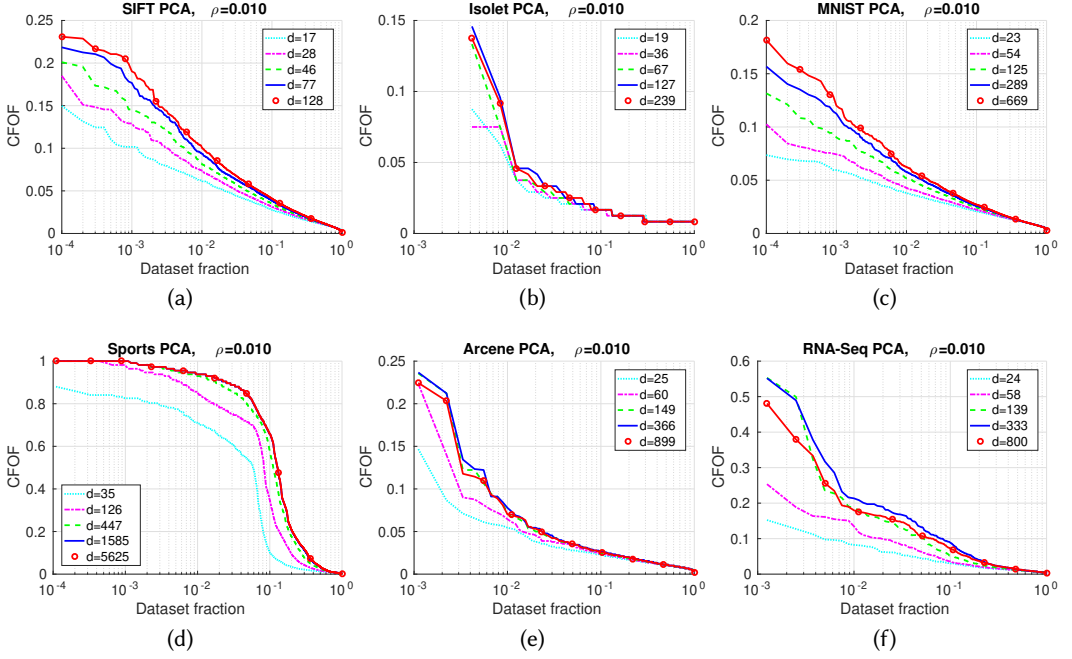 SIFT PCA, ρ=0.010
CFOF
0.25
0.2
0.15
0.1
0.05
0
10^-4
10^-3
10^-2
10^-1
10^0
Dataset fraction
d=17
d=28
d=46
d=77
d=128
(a)
Isolet PCA, ρ=0.010
CFOF
0.15
0.1
0.05
0
10^-3
10^-2
10^-1
10^0
Dataset fraction
d=19
d=36
d=67
d=127
d=239
(b)
MNIST PCA, ρ=0.010
CFOF
0.2
0.15
0.1
0.05
0
10^-4
10^-3
10^-2
10^-1
10^0
Dataset fraction
d=23
d=54
d=125
d=289
d=669
(c)
Sports PCA, ρ=0.010
CFOF
1
0.8
0.6
0.4
0.2
0
10^-4
10^-3
10^-2
10^-1
10^0
Dataset fraction
d=35
d=126
d=447
d=1585
d=5625
(d)
Arcene PCA, ρ=0.010
CFOF
0.25
0.2
0.15
0.1
0.05
0
10^-3
10^-2
10^-1
10^0
Dataset fraction
d=25
d=60
d=149
d=366
d=899
(e)
RNA-Seq PCA, ρ=0.010
CFOF
0.6
0.5
0.4
0.3
0.2
0.1
0
10^-3
10^-2
10^-1
10^0
Dataset fraction
d=24
d=58
d=139
d=333
d=800
(f)